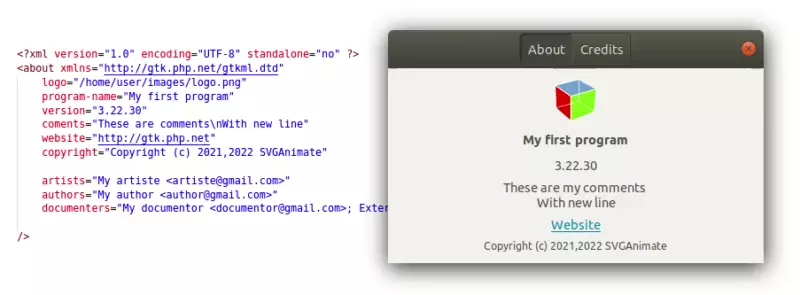 <?xml version="1.0" encoding="UTF-8" standalone="no" ?>
<about xmlns="http://gtk.php.net/gtkml.dtd"
logo="/home/user/images/logo.png"
program-name="My first program"
version="3.22.30"
coments="These are comments\nWith new line"
website="http://gtk.php.net"
copyright="Copyright (c) 2021,2022 SVGAnimate"
artists="My artiste <artiste@gmail.com>"
authors="My author <author@gmail.com>"
documenters="My documentor <documentor@gmail.com>; Exter
/>
About Credits
My first program
3.22.30
These are my comments
With new line
Website
Copyright (c) 2021,2022 SVGAnimate